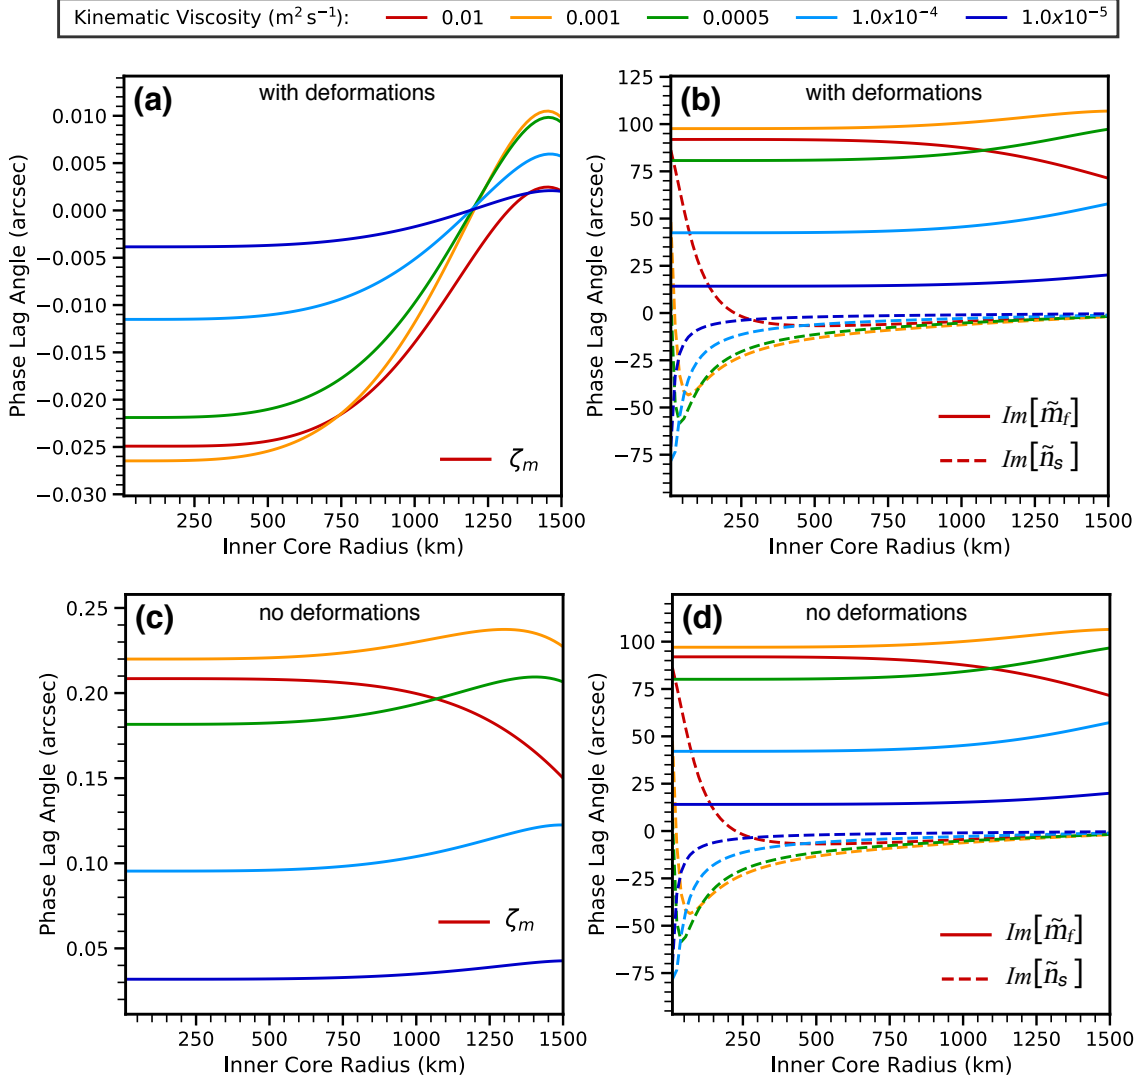 Kinematic Viscosity (m² s⁻¹): 0.01 0.001 0.0005 1.0x10⁻⁴ 1.0x10⁻⁵
(a) with deformations
Phase Lag Angle (arcsec)
0.010
0.005
0.000
−0.005
−0.010
−0.015
−0.020
−0.025
−0.030
ζₘ
250 500 750 1000 1250 1500
Inner Core Radius (km)
(b) with deformations
Phase Lag Angle (arcsec)
125
100
75
50
25
0
−25
−50
−75
Im[m̃_f]
Im[ñₛ]
250 500 750 1000 1250 1500
Inner Core Radius (km)
(c) no deformations
Phase Lag Angle (arcsec)
0.25
0.20
0.15
0.10
0.05
ζₘ
250 500 750 1000 1250 1500
Inner Core Radius (km)
(d) no deformations
Phase Lag Angle (arcsec)
100
75
50
25
0
−25
−50
−75
Im[m̃_f]
Im[ñₛ]
250 500 750 1000 1250 1500
Inner Core Radius (km)